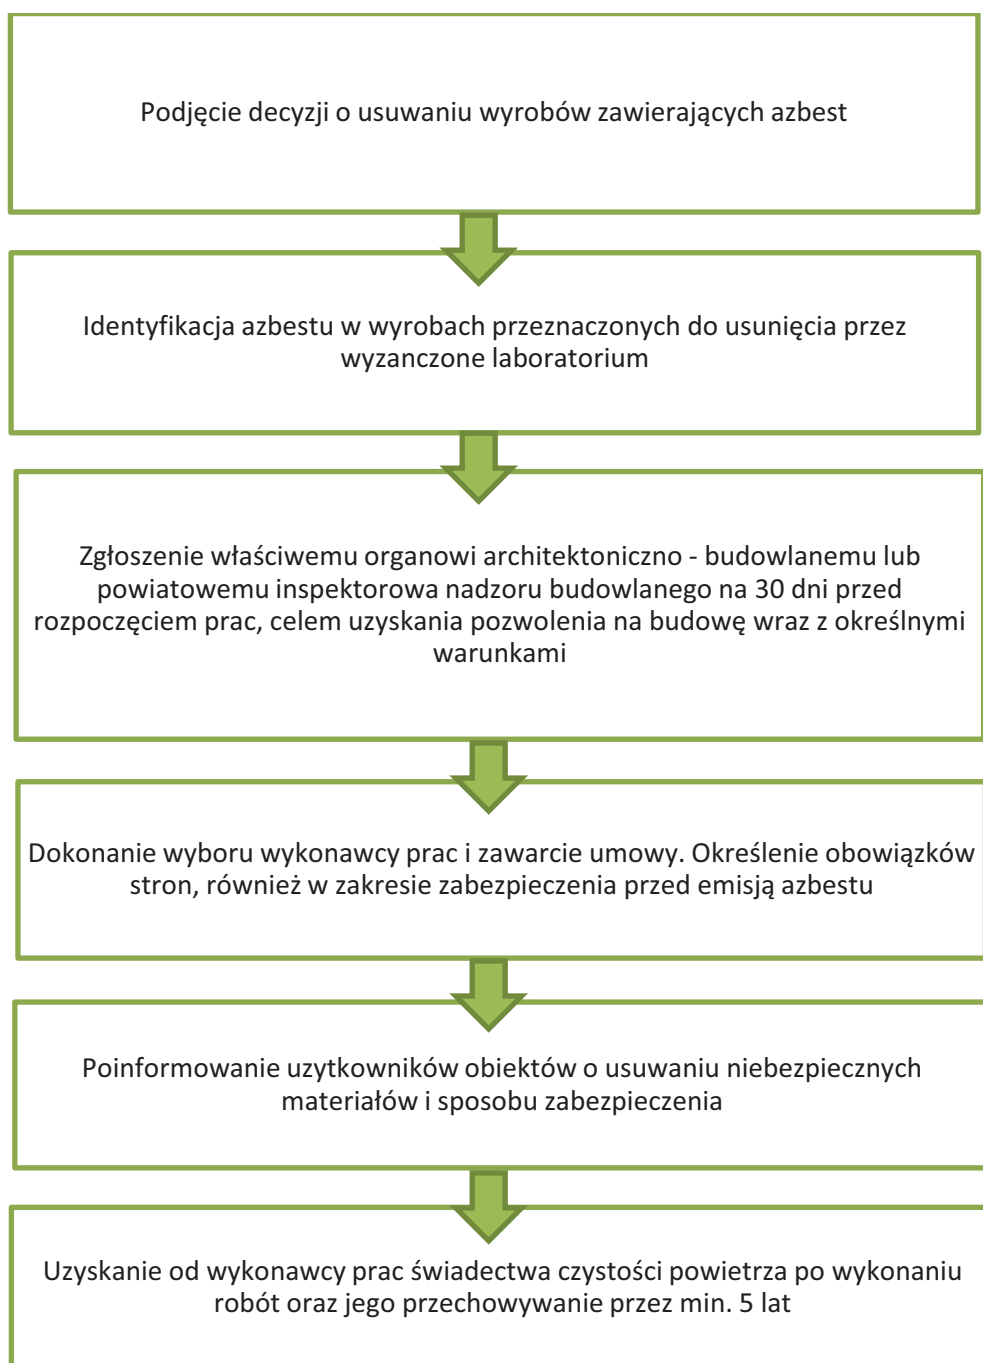 Podjęcie decyzji o usuwaniu wyrobów zawierających azbest
Identyfikacja azbestu w wyrobach przeznaczonych do usunięcia przez
wyzanczone laboratorium
Zgłoszenie właściwemu organowi architektoniczno - budowlanemu lub
powiatowemu inspektorowa nadzoru budowlanego na 30 dni przed
rozpoczęciem prac, celem uzyskania pozwolenia na budowę wraz z określnymi
warunkami
Dokonanie wyboru wykonawcy prac i zawarcie umowy. Określenie obowiązków
stron, również w zakresie zabezpieczenia przed emisją azbestu
Poinformowanie uzytkowników obiektów o usuwaniu niebezpiecznych
materiałów i sposobu zabezpieczenia
Uzyskanie od wykonawcy prac świadectwa czystości powietrza po wykonaniu
robót oraz jego przechowywanie przez min. 5 lat